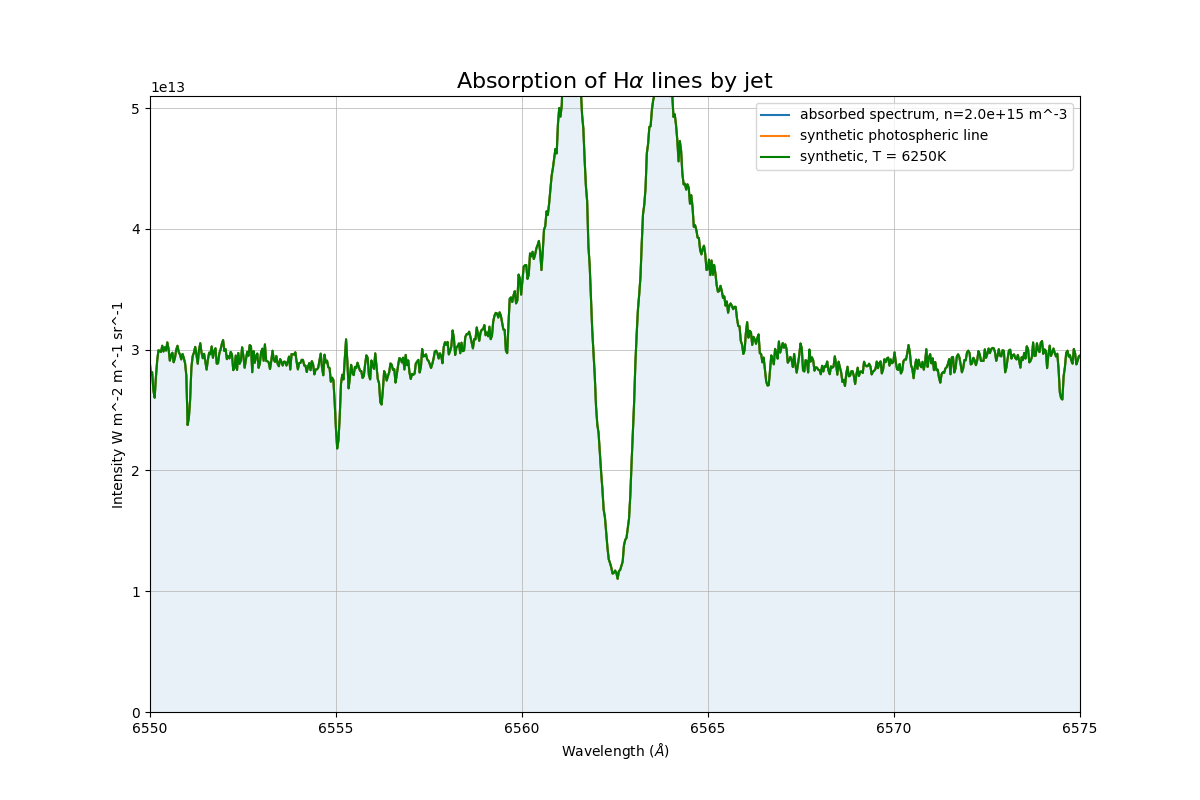 Absorption of Hα lines by jet
1e13
absorbed spectrum, n=2.0e+15 m^-3
synthetic photospheric line
synthetic, T = 6250K
5
4
3
2
1
0
Intensity W m^-2 m^-1 sr^-1
6550
6555
6560
6565
6570
6575
Wavelength (Å)